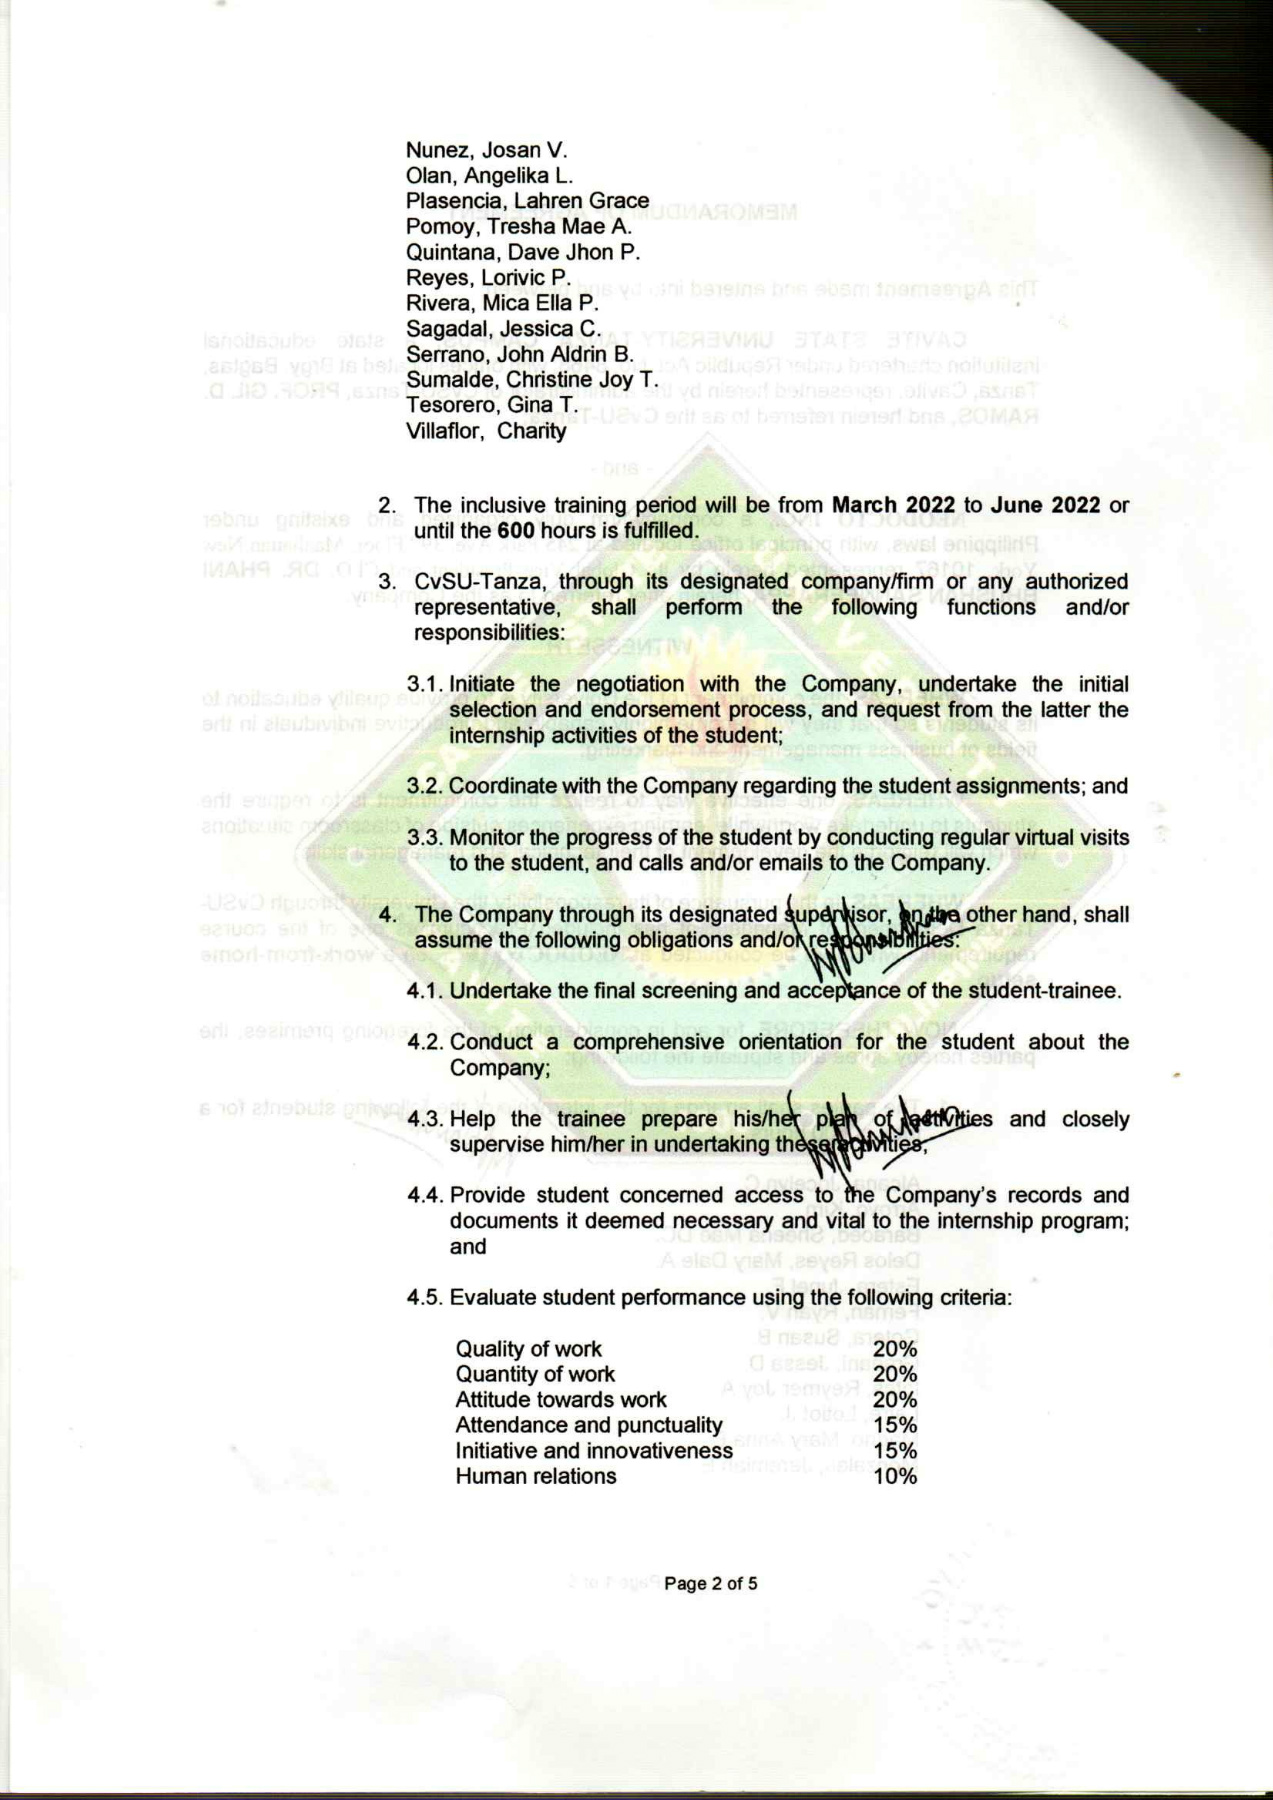 Nunez, Josan V.
Olan, Angelika L.
Plasencia, Lahren Grace
Pomoy, Tresha Mae A.
Quintana, Dave Jhon P.
Reyes, Lorivic P.
Rivera, Mica Ella P.
Sagadal, Jessica C.
Serrano, John Aldrin B.
Sumalde, Christine Joy T.
Tesorero, Gina T.
Villaflor, Charity
2. The inclusive training period will be from March 2022 to June 2022 or
until the 600 hours is fulfilled.
3. CvSU-Tanza, through its designated company/firm or any authorized
representative, shall perform the following functions and/or
responsibilities:
3.1. Initiate the negotiation with the Company, undertake the initial
selection and endorsement process, and request from the latter the
internship activities of the student;
3.2. Coordinate with the Company regarding the student assignments; and
3.3. Monitor the progress of the student by conducting regular virtual visits
to the student, and calls and/or emails to the Company.
4. The Company through its designated supervisor, on the other hand, shall
assume the following obligations and/or responsibilities:
4.1. Undertake the final screening and acceptance of the student-trainee.
4.2. Conduct a comprehensive orientation for the student about the
Company;
4.3. Help the trainee prepare his/her plan of activities and closely
supervise him/her in undertaking these activities;
4.4. Provide student concerned access to the Company's records and
documents it deemed necessary and vital to the internship program;
and
4.5. Evaluate student performance using the following criteria:
Quality of work 20%
Quantity of work 20%
Attitude towards work 20%
Attendance and punctuality 15%
Initiative and innovativeness 15%
Human relations 10%
Page 2 of 5